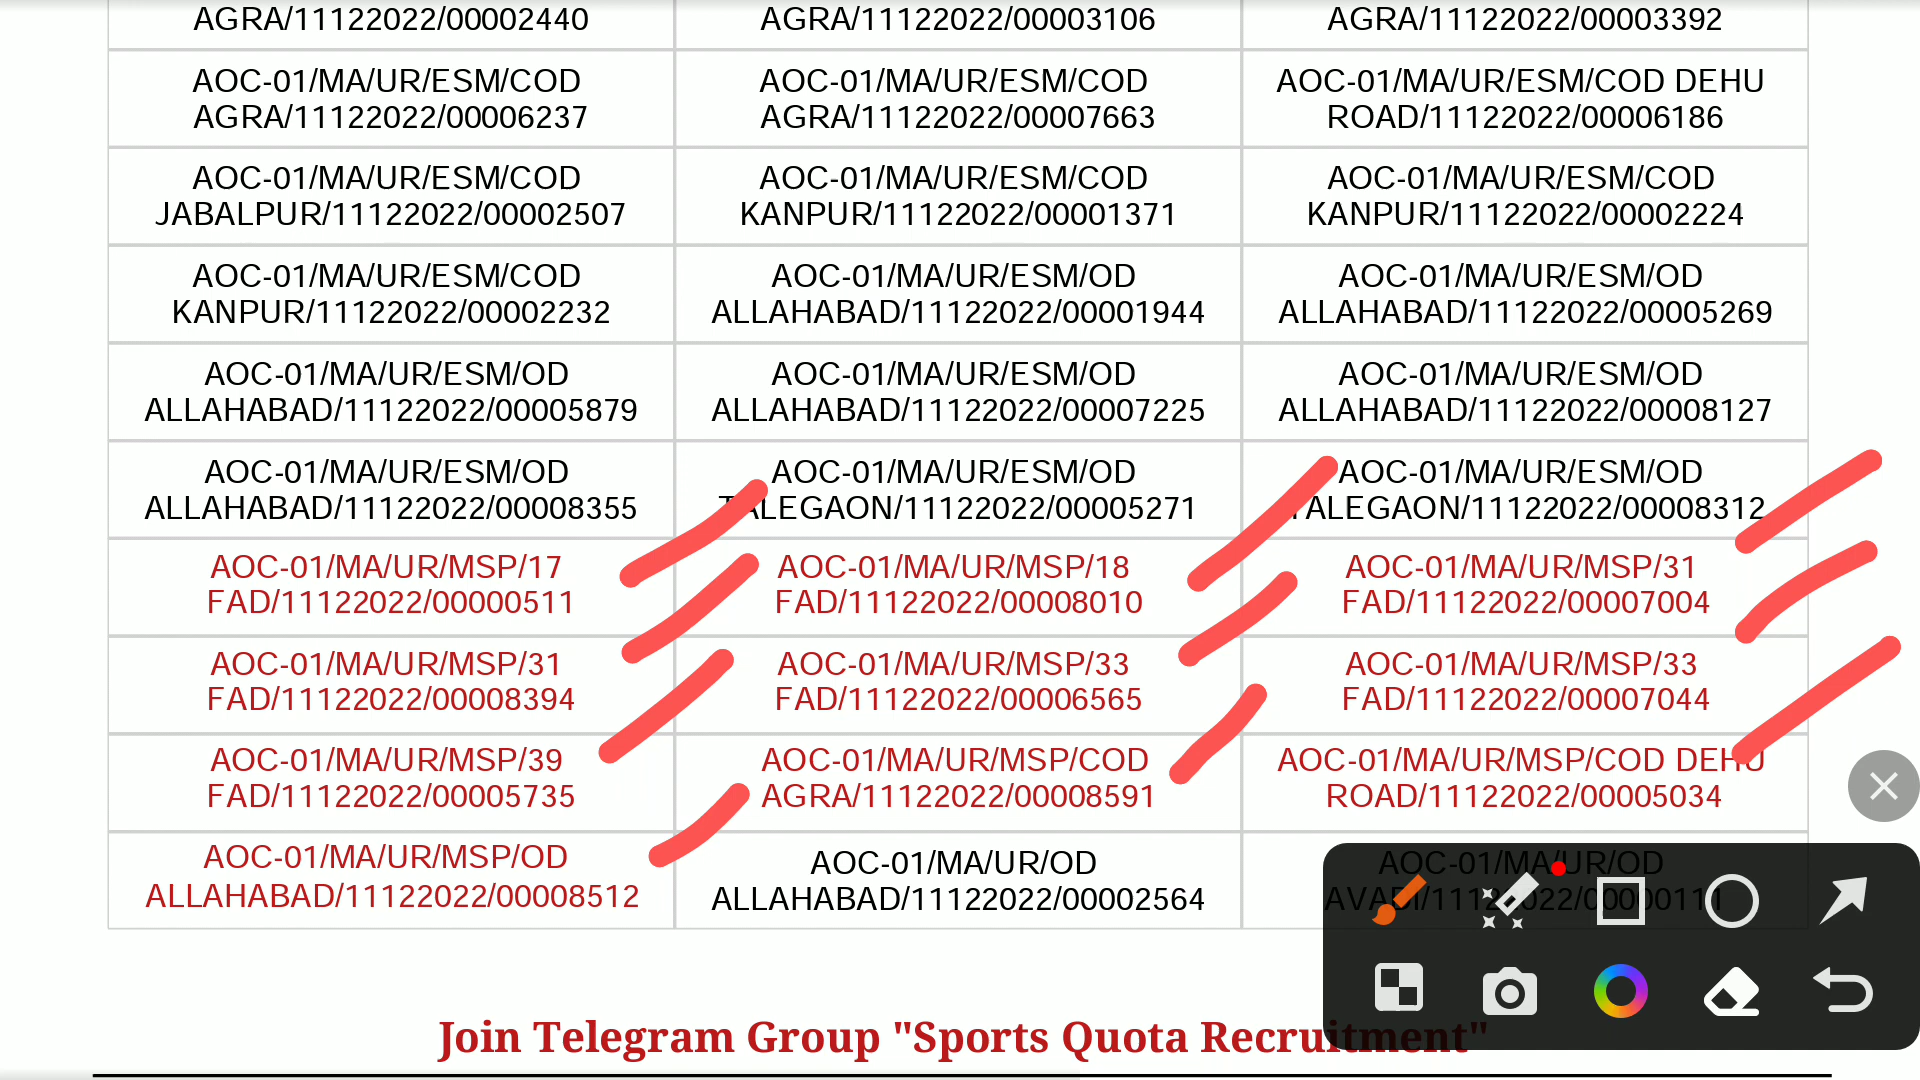 AGRA/11122022/00002440
AGRA/11122022/00003106
AGRA/11122022/00003392
AOC-01/MA/UR/ESM/COD
AGRA/11122022/00006237
AOC-01/MA/UR/ESM/COD
AGRA/11122022/00007663
AOC-01/MA/UR/ESM/COD DEHU
ROAD/11122022/00006186
AOC-01/MA/UR/ESM/COD
JABALPUR/11122022/00002507
AOC-01/MA/UR/ESM/COD
KANPUR/11122022/00001371
AOC-01/MA/UR/ESM/COD
KANPUR/11122022/00002224
AOC-01/MA/UR/ESM/COD
KANPUR/11122022/00002232
AOC-01/MA/UR/ESM/OD
ALLAHABAD/11122022/00001944
AOC-01/MA/UR/ESM/OD
ALLAHABAD/11122022/00005269
AOC-01/MA/UR/ESM/OD
ALLAHABAD/11122022/00005879
AOC-01/MA/UR/ESM/OD
ALLAHABAD/11122022/00007225
AOC-01/MA/UR/ESM/OD
ALLAHABAD/11122022/00008127
AOC-01/MA/UR/ESM/OD
ALLAHABAD/11122022/00008355
AOC-01/MA/UR/ESM/OD
TALEGAON/11122022/00005271
AOC-01/MA/UR/ESM/OD
TALEGAON/11122022/00008312
AOC-01/MA/UR/MSP/17
FAD/11122022/00000511
AOC-01/MA/UR/MSP/18
FAD/11122022/00008010
AOC-01/MA/UR/MSP/31
FAD/11122022/00007004
AOC-01/MA/UR/MSP/31
FAD/11122022/00008394
AOC-01/MA/UR/MSP/33
FAD/11122022/00006565
AOC-01/MA/UR/MSP/33
FAD/11122022/00007044
AOC-01/MA/UR/MSP/39
FAD/11122022/00005735
AOC-01/MA/UR/MSP/COD
AGRA/11122022/00008591
AOC-01/MA/UR/MSP/COD DEHU
ROAD/11122022/00005034
AOC-01/MA/UR/MSP/OD
ALLAHABAD/11122022/00008512
AOC-01/MA/UR/OD
ALLAHABAD/11122022/00002564
AOC-01/MA/UR/OD
Join Telegram Group "Sports Quota Recruitment"